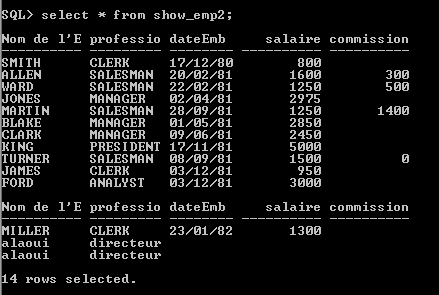 SQL> select * from show_emp2;
Nom de l'E professio dateEmb salaire commission
---------- --------- -------- ---------- ----------
SMITH CLERK 17/12/80 800
ALLEN SALESMAN 20/02/81 1600 300
WARD SALESMAN 22/02/81 1250 500
JONES MANAGER 02/04/81 2975
MARTIN SALESMAN 28/09/81 1250 1400
BLAKE MANAGER 01/05/81 2850
CLARK MANAGER 09/06/81 2450
KING PRESIDENT 17/11/81 5000
TURNER SALESMAN 08/09/81 1500 0
JAMES CLERK 03/12/81 950
FORD ANALYST 03/12/81 3000
Nom de l'E professio dateEmb salaire commission
---------- --------- -------- ---------- ----------
MILLER CLERK 23/01/82 1300
alaoui directeur
alaoui directeur
14 rows selected.